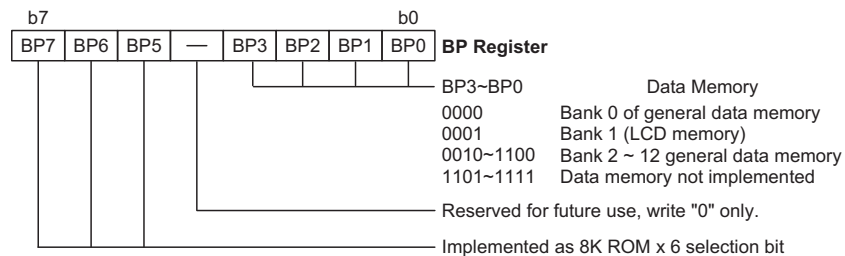 b7 b0
BP7 BP6 BP5 — BP3 BP2 BP1 BP0 BP Register
BP3~BP0 Data Memory
0000 Bank 0 of general data memory
0001 Bank 1 (LCD memory)
0010~1100 Bank 2 ~ 12 general data memory
1101~1111 Data memory not implemented
Reserved for future use, write "0" only.
Implemented as 8K ROM x 6 selection bit